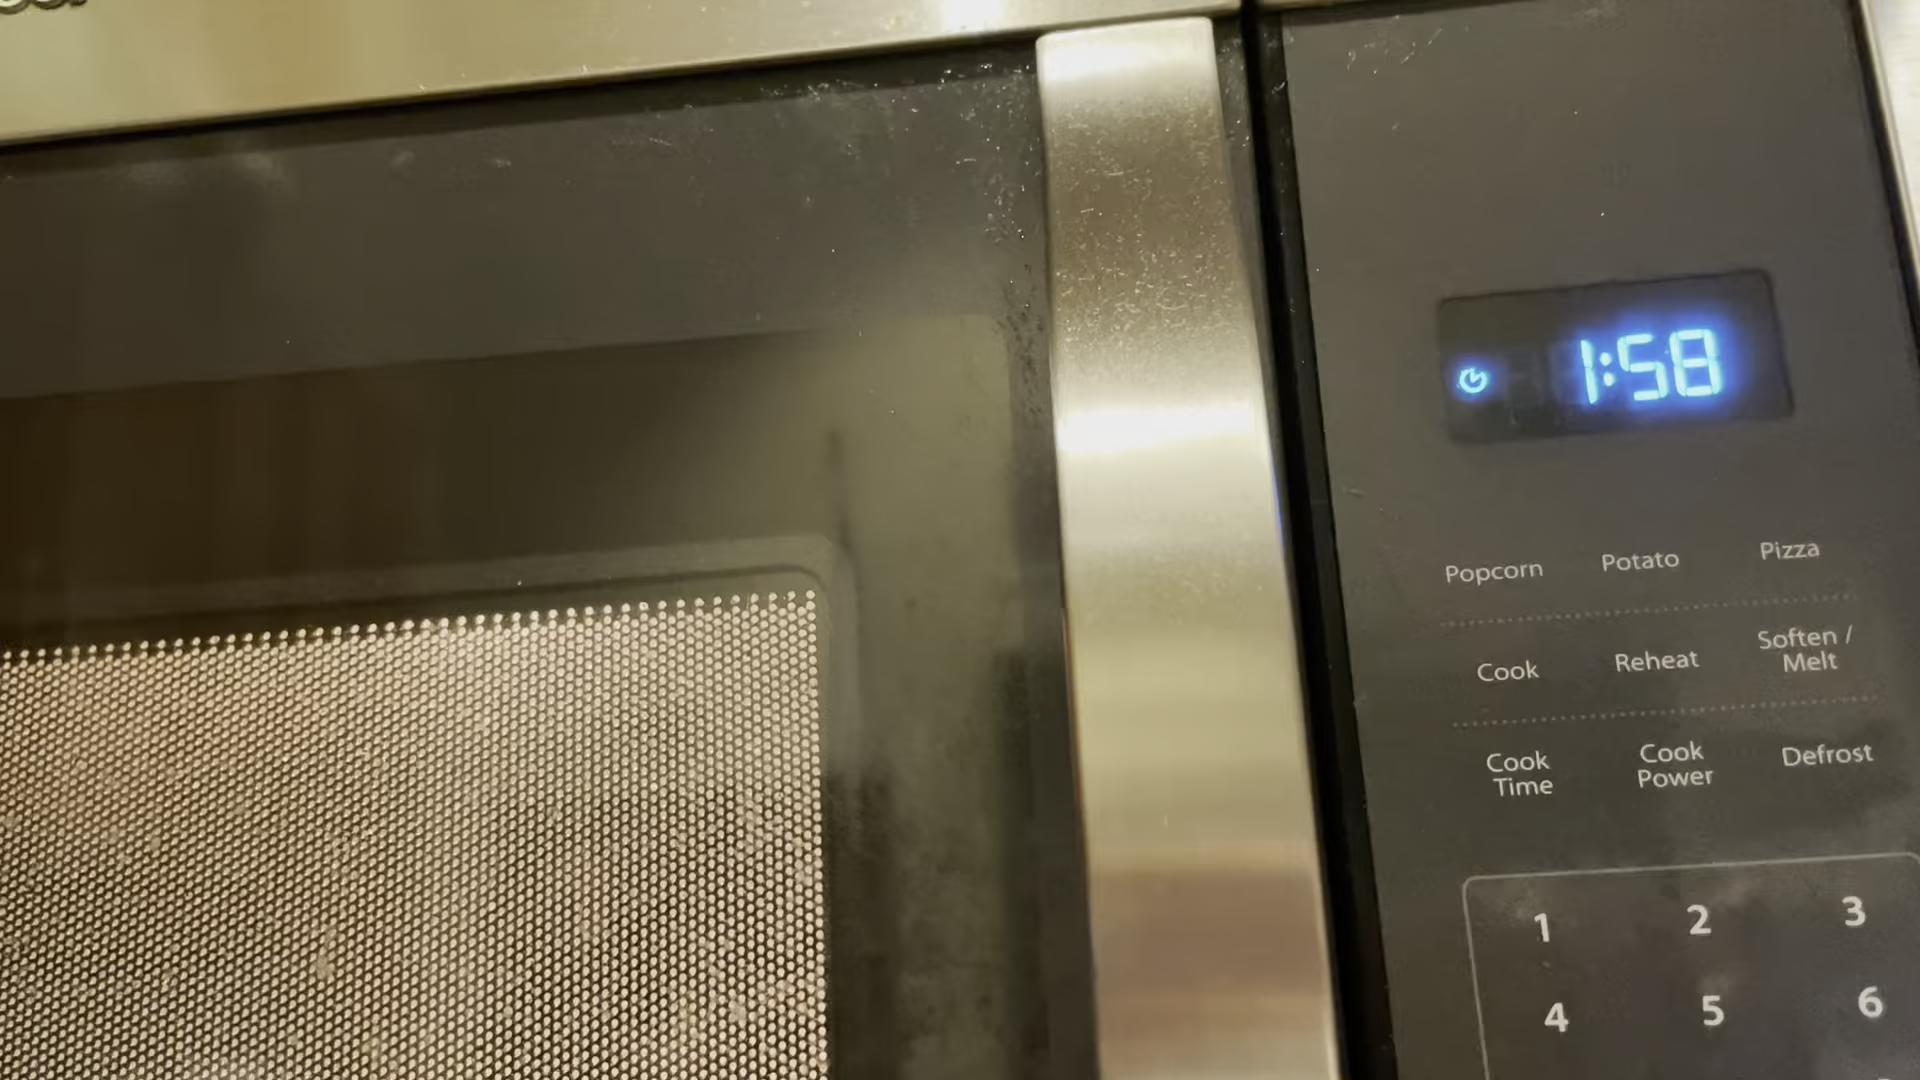 1:58
Popcorn Potato Pizza
Cook Reheat Soften /
Melt
Cook Time Cook Power Defrost
1 2 3
4 5 6